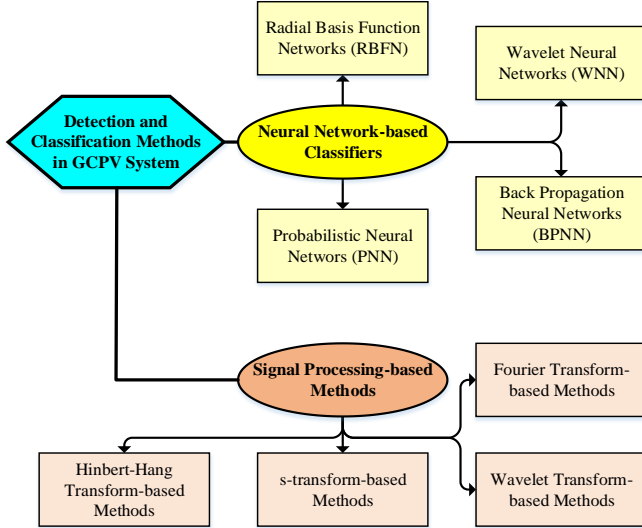 Radial Basis Function
Networks (RBFN)
Wavelet Neural
Networks (WNN)
Detection and
Classification Methods
in GCPV System
Neural Network-based
Classifiers
Probabilistic Neural
Networs (PNN)
Back Propagation
Neural Networks
(BPNN)
Signal Processing-based
Methods
Fourier Transform-
based Methods
Hinbert-Hang
Transform-based
Methods
s-transform-based
Methods
Wavelet Transform-
based Methods